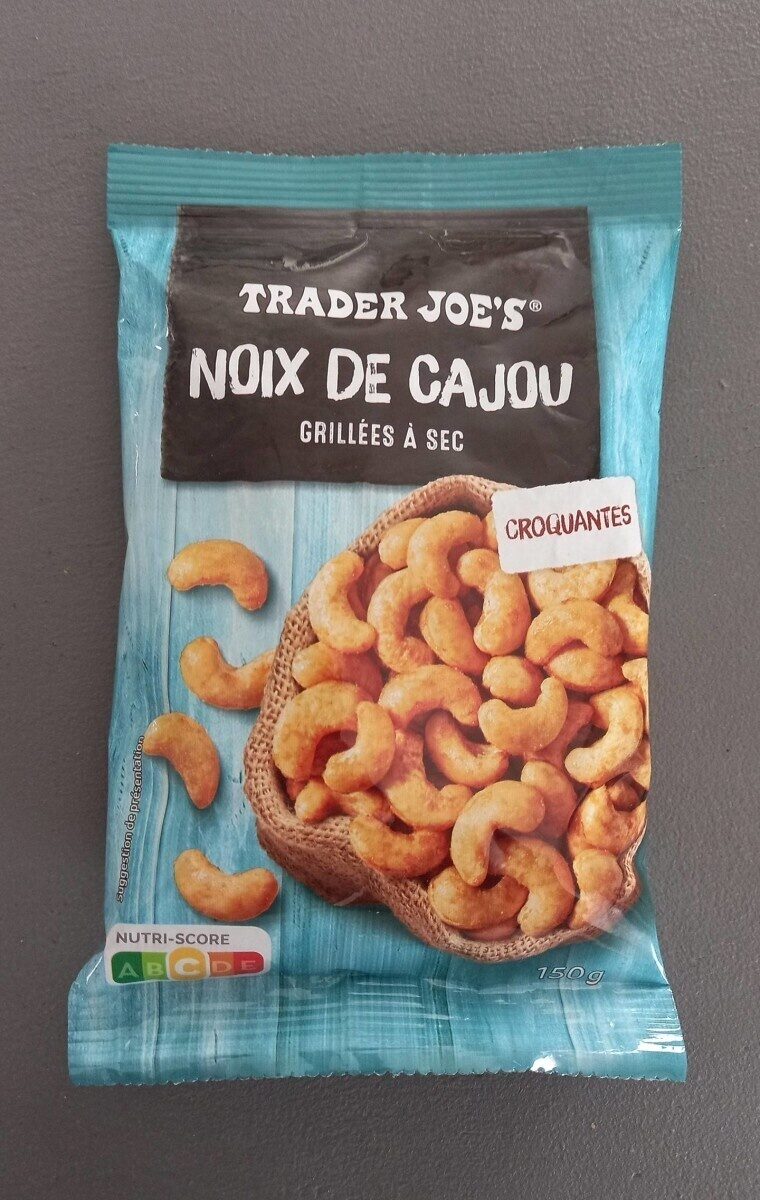 TRADER JOE'S®
NOIX DE CAJOU
GRILLÉES À SEC
CROQUANTES
suggestion de présentation
NUTRI-SCORE
A B C D E
150g